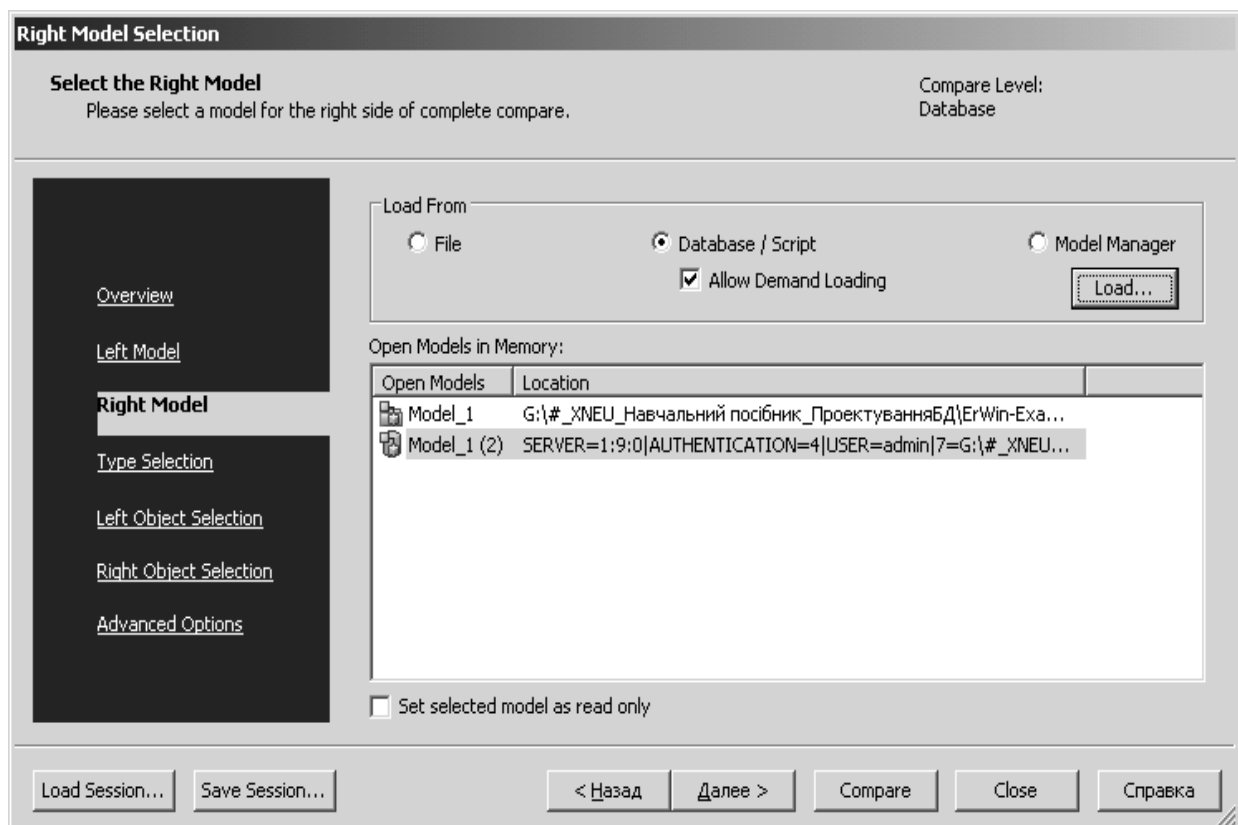 Right Model Selection
Select the Right Model
Please select a model for the right side of complete compare.
Compare Level:
Database
Overview
Left Model
Right Model
Type Selection
Left Object Selection
Right Object Selection
Advanced Options
Load From
File
Database / Script
Model Manager
Allow Demand Loading
Load...
Open Models in Memory:
Open Models Location
Model_1 G:\#_XNEU_Навчальний посібник_ПроектуванняБД\ErWin-Exa...
Model_1 (2) SERVER=1:9:0|AUTHENTICATION=4|USER=admin|7=G:\#_XNEU...
Set selected model as read only
Load Session... Save Session... < Назад Далее > Compare Close Справка